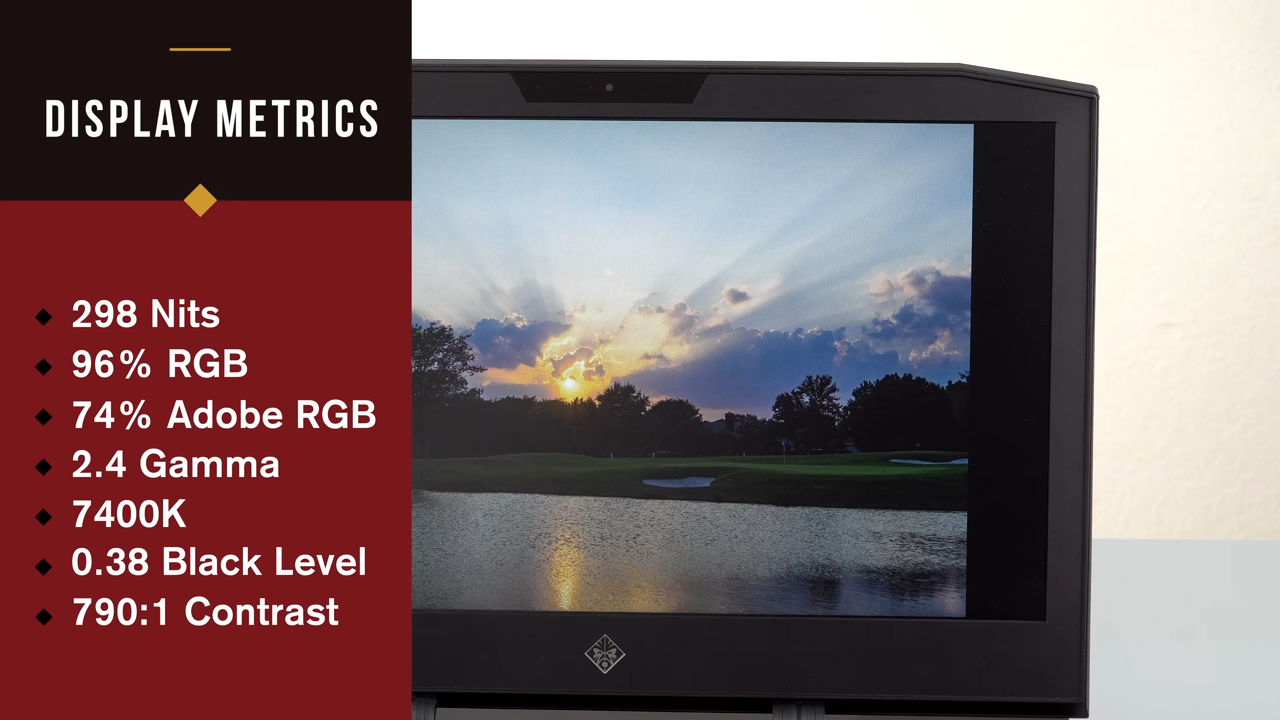 DISPLAY METRICS
298 Nits
96% RGB
74% Adobe RGB
2.4 Gamma
7400K
0.38 Black Level
790:1 Contrast